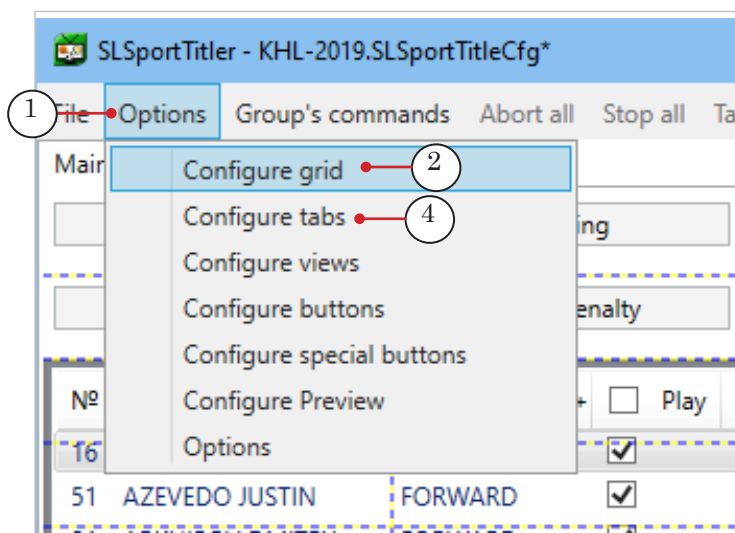 SLSportTitler - KHL-2019.SLSportTitleCfg*
1
File Options Group's commands Abort all Stop all Ta
Main
Configure grid 2
Configure tabs 4
ing
Configure views
Configure buttons
enalty
Configure special buttons
Nº Configure Preview + Play
16 Options
51 AZEVEDO JUSTIN FORWARD